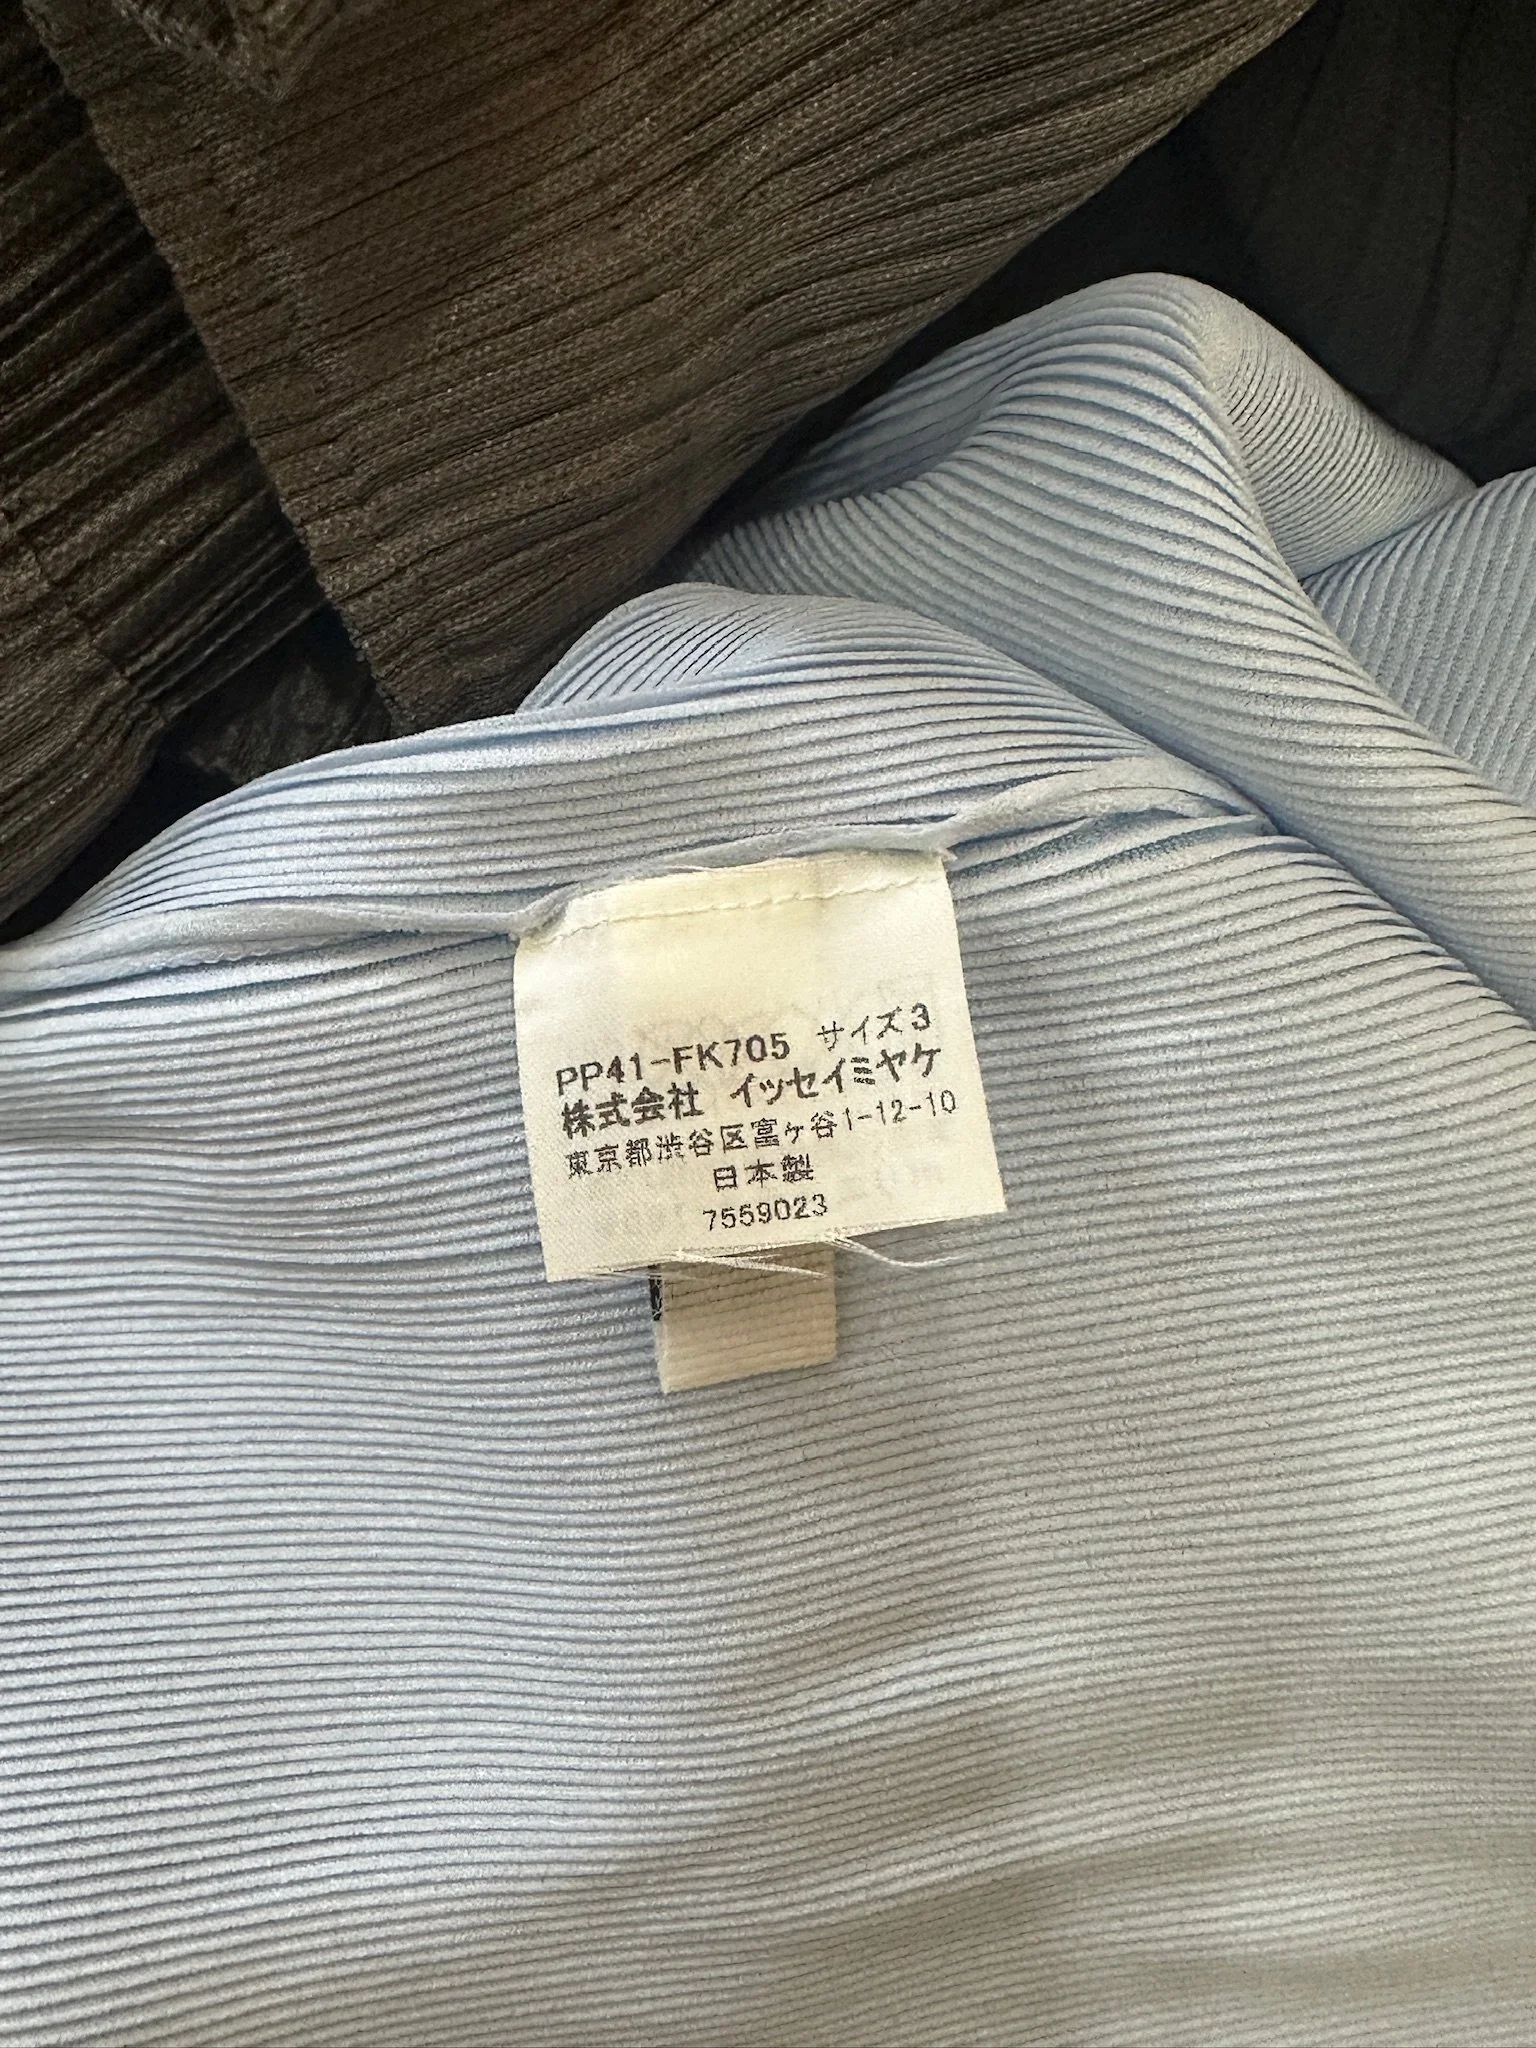 PP41-FK705 サイズ3
株式会社 イッセイミヤケ
東京都渋谷区富ヶ谷1-12-10
日本製
7559023